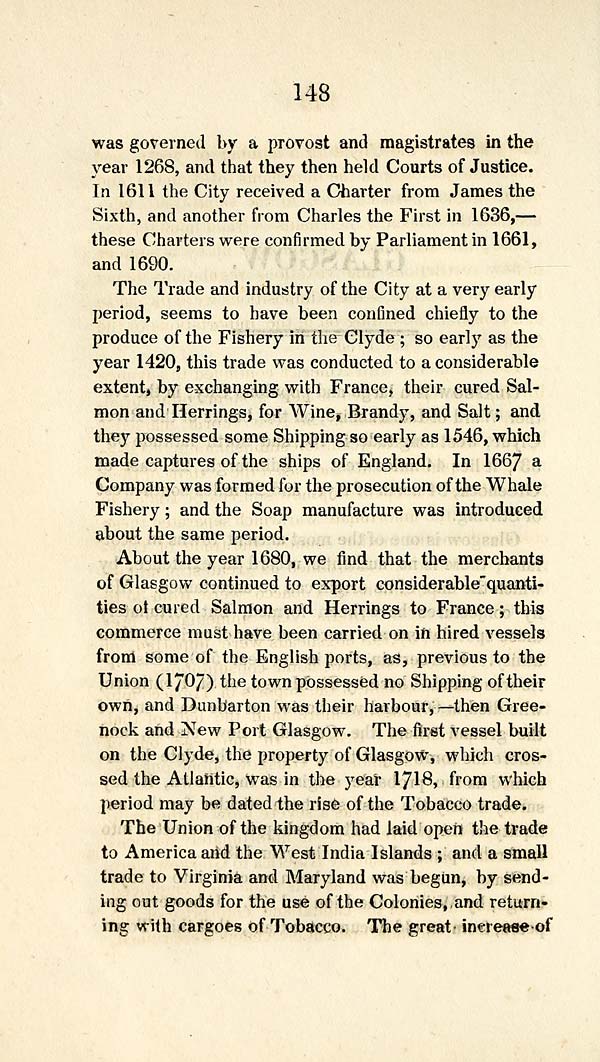 148
was governed by a provost and magistrates in the
year 1268, and that they then held Courts of Justice.
In 1611 the City received a Charter from James the
Sixth, and another from Charles the First in 1636,—
these Charters were confirmed by Parliament in 1661,
and 1690.
The Trade and industry of the City at a very early
period, seems to have been confined chiefly to the
produce of the Fishery in the Clyde ; so early as the
year 1420, this trade was conducted to a considerable
extent, by exchanging with France, their cured Sal-
mon and Herrings, for Wine, Brandy, and Salt ; and
they possessed some Shipping so early as 1546, which
made captures of the ships of England. In 1667 a
Company was formed for the prosecution of the Whale
Fishery ; and the Soap manufacture was introduced
about the same period.
About the year 1680, we find that the merchants
of Glasgow continued to export considerable quanti-
ties of cured Salmon and Herrings to France ; this
commerce must have been carried on in hired vessels
from some of the English ports, as, previous to the
Union (1707) the town possessed no Shipping of their
own, and Dunbarton was their harbour,—then Gree-
nock and New Port Glasgow. The first vessel built
on the Clyde, the property of Glasgow, which cros-
sed the Atlantic, was in the year 1718, from which
period may be dated the rise of the Tobacco trade.
The Union of the kingdom had laid open the trade
to America and the West India Islands ; and a small
trade to Virginia and Maryland was begun, by send-
ing out goods for the use of the Colonies, and return-
ing with cargoes of Tobacco. The great increase of